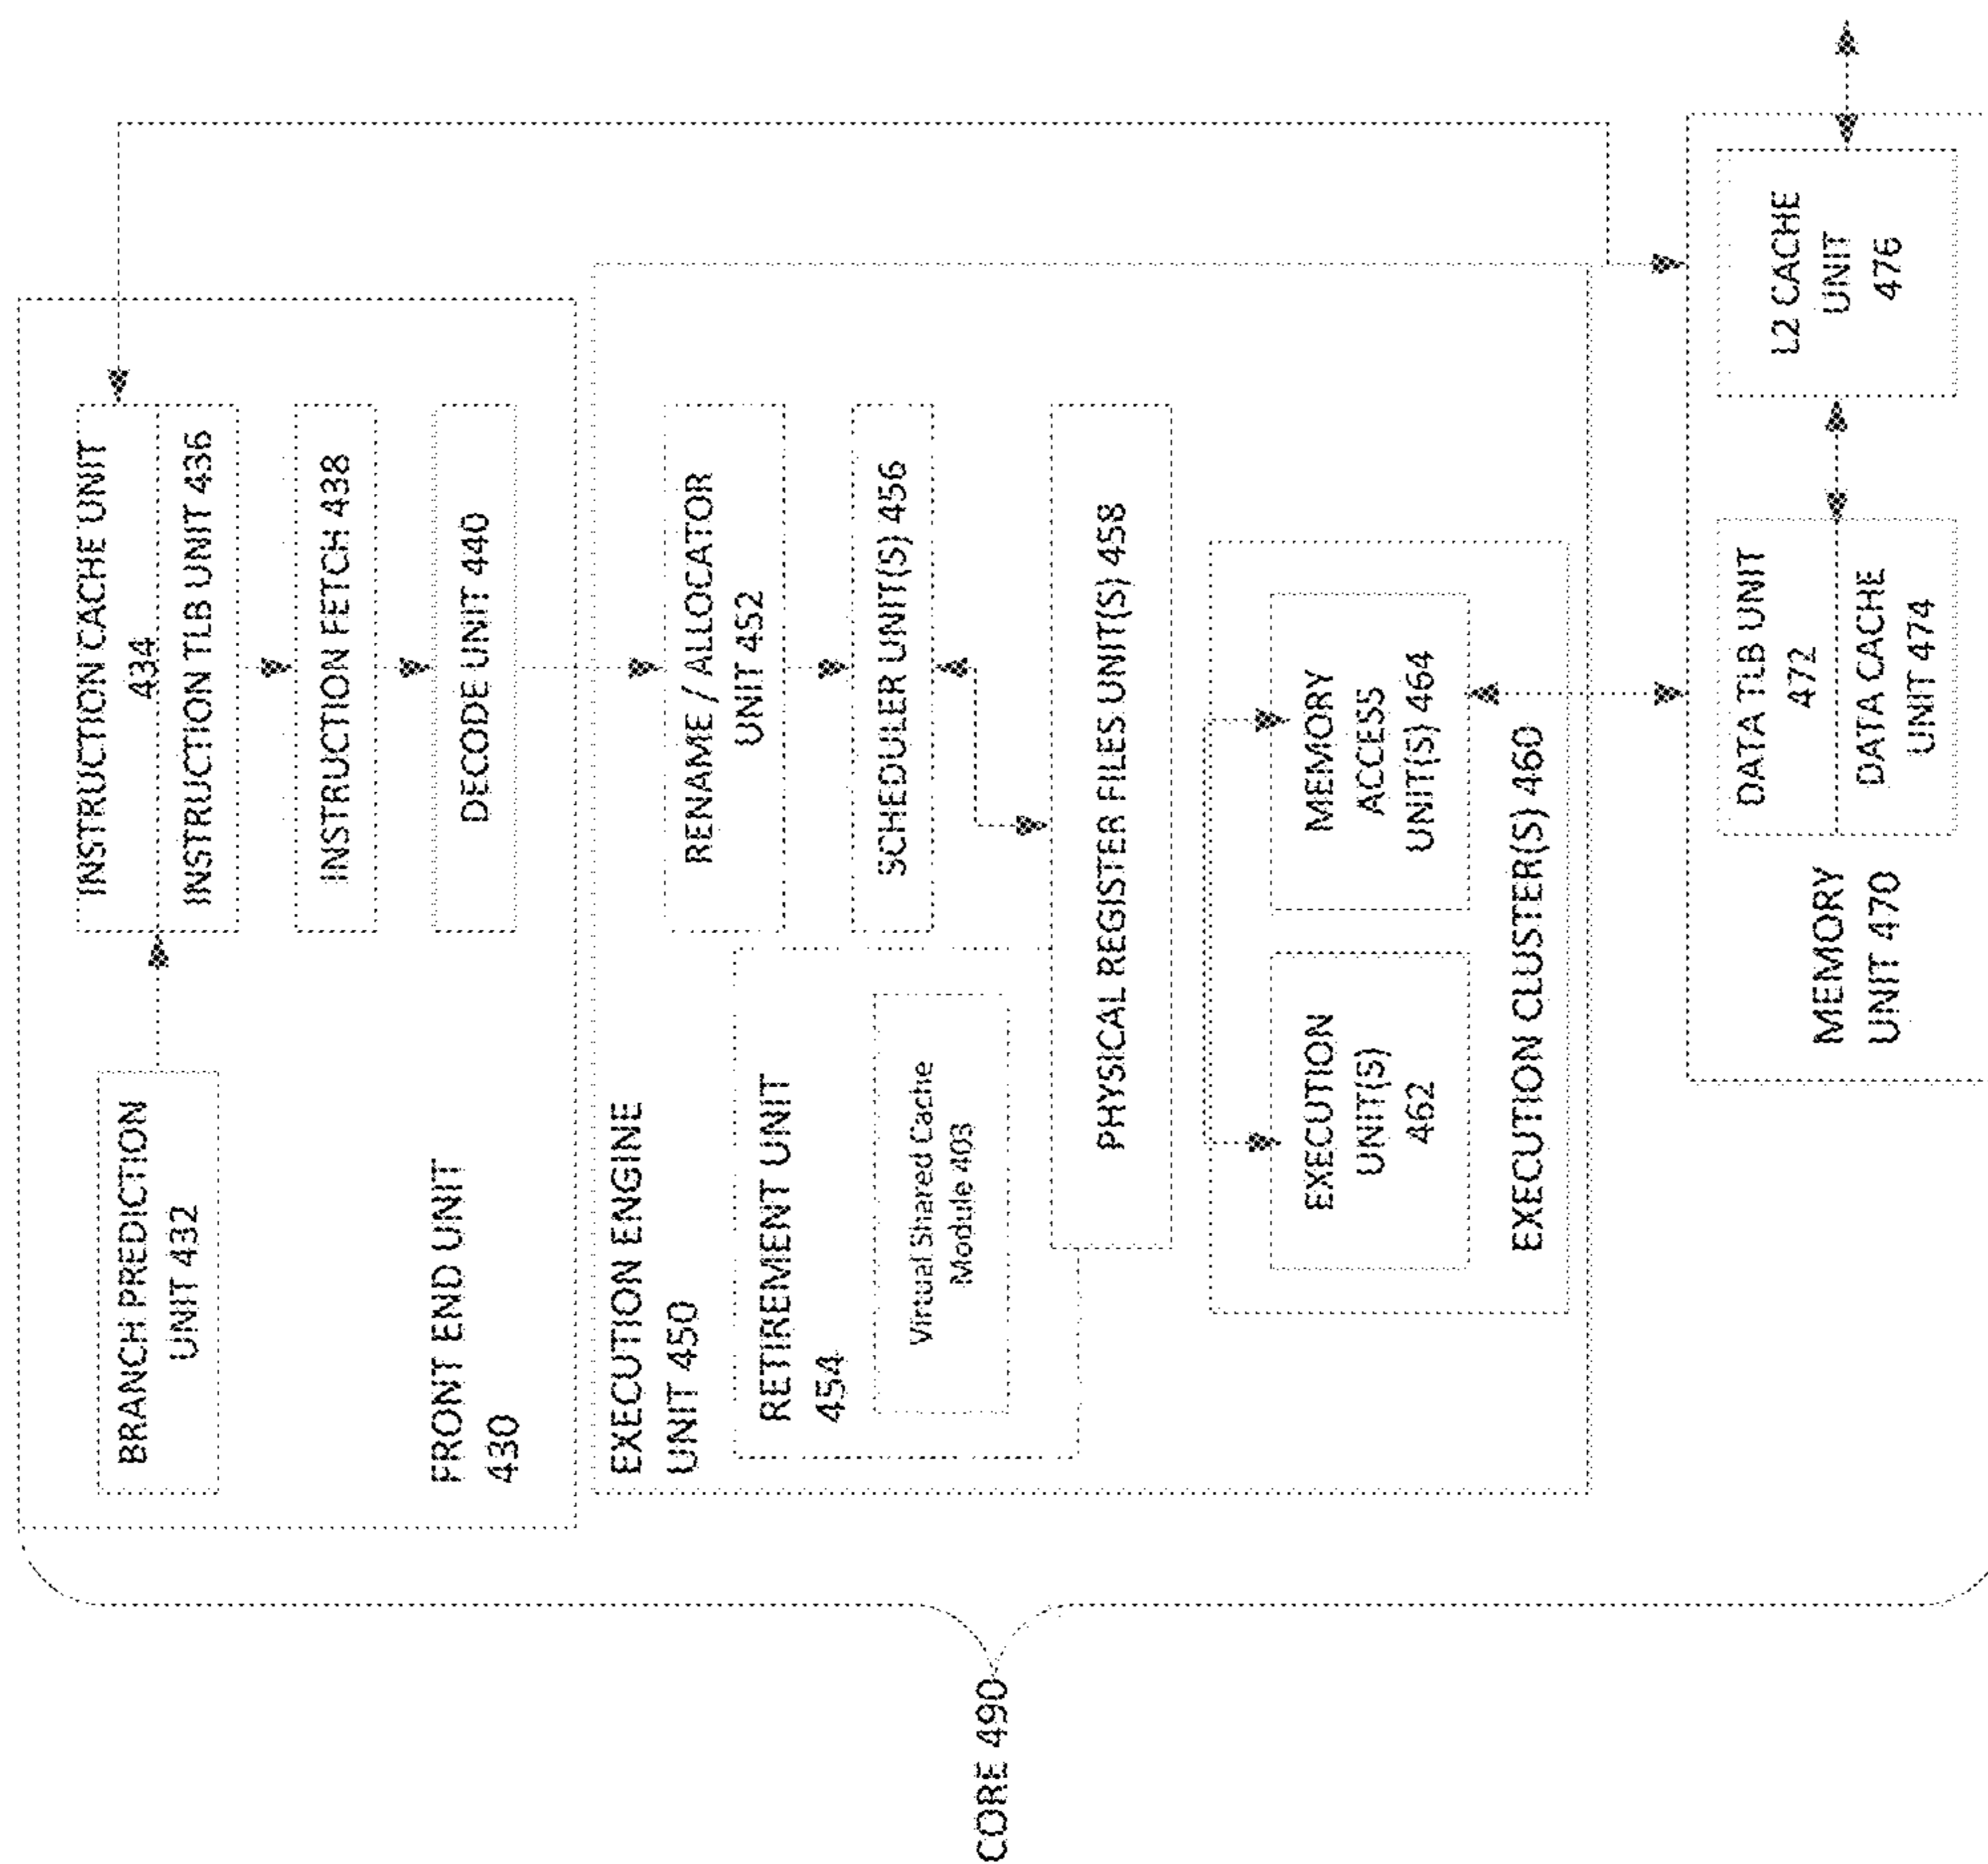 BRANCH PREDICTION
UNIT 432
INSTRUCTION CACHE UNIT
434
INSTRUCTION TLB UNIT 436
INSTRUCTION FETCH 438
DECODE UNIT 440
FRONT END UNIT
430
EXECUTION ENGINE
UNIT 450
RENAME / ALLOCATOR
UNIT 452
RETIREMENT UNIT
454
Virtual Shared Cache
Module 403
SCHEDULER UNIT(S) 456
PHYSICAL REGISTER FILES UNIT(S) 458
EXECUTION
UNIT(S)
462
MEMORY
ACCESS
UNIT(S) 464
EXECUTION CLUSTER(S) 460
MEMORY
UNIT 470
DATA TLB UNIT
472
DATA CACHE
UNIT 474
L2 CACHE
UNIT
476
CORE 490